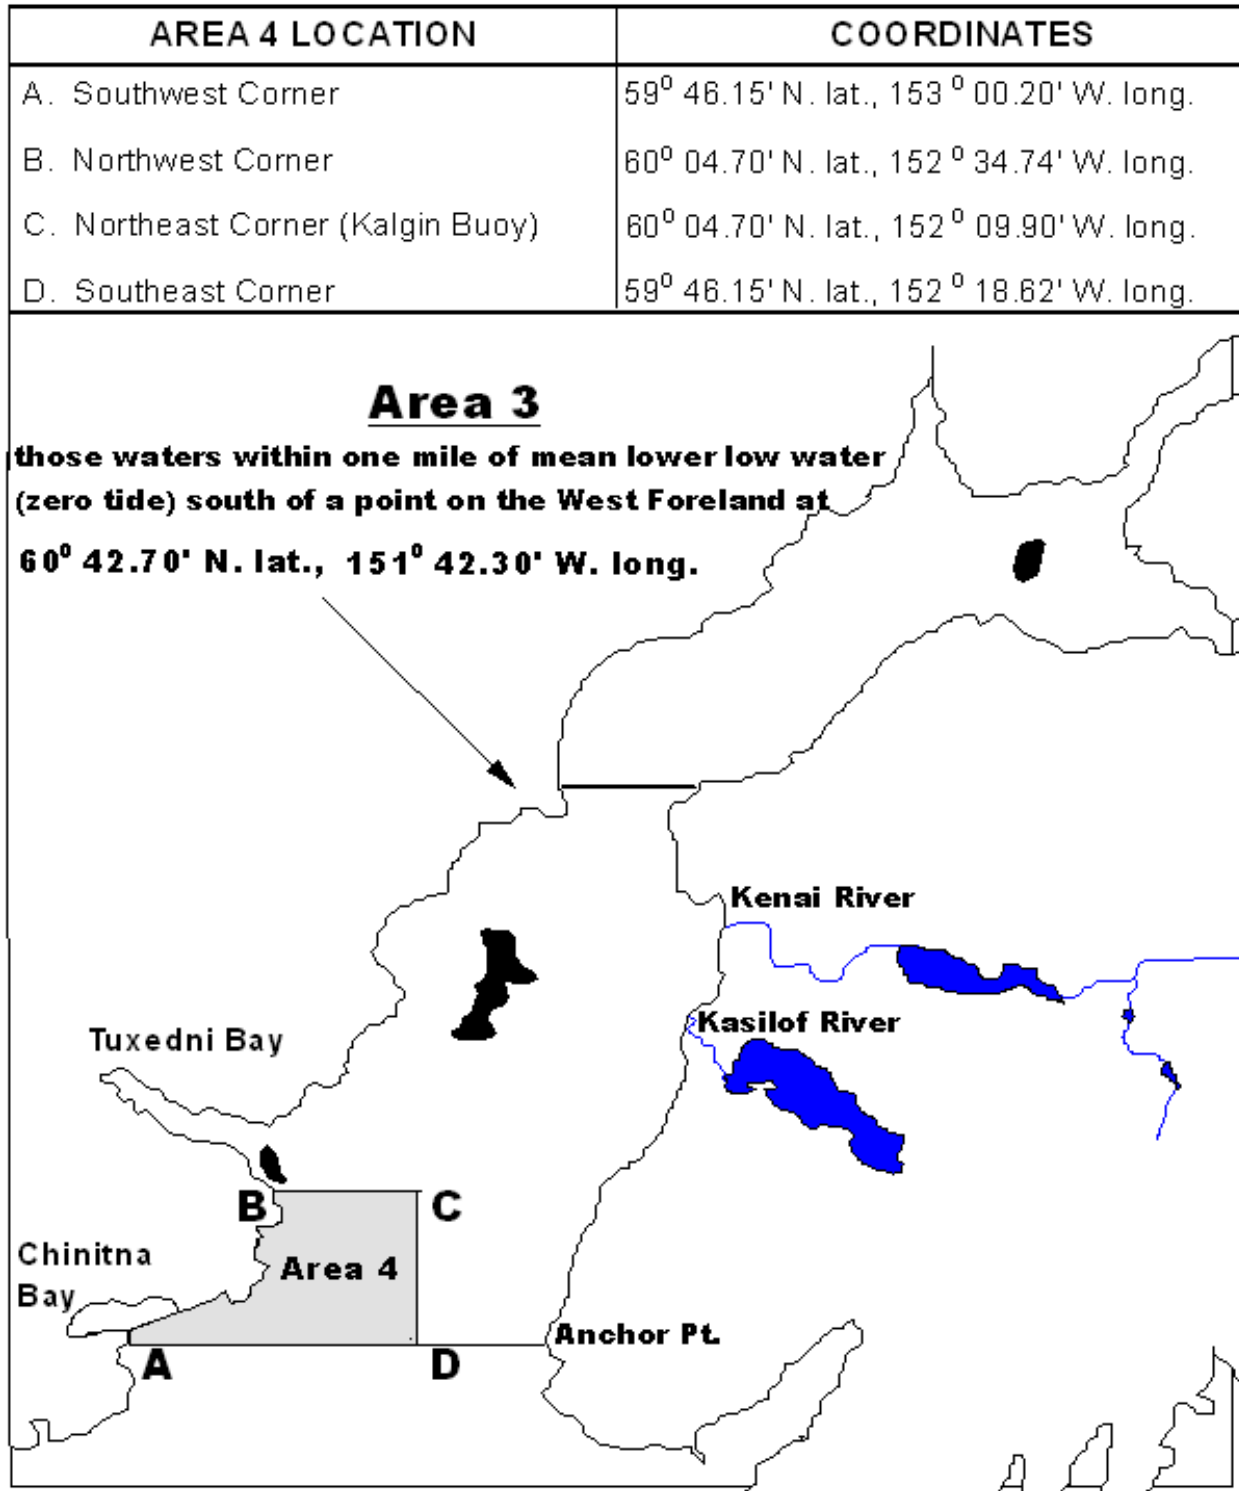 AREA 4 LOCATION COORDINATES
A. Southwest Corner 59⁰ 46.15' N. lat., 153 ⁰ 00.20' W. long.
B. Northwest Corner 60⁰ 04.70' N. lat., 152 ⁰ 34.74' W. long.
C. Northeast Corner (Kalgin Buoy) 60⁰ 04.70' N. lat., 152 ⁰ 09.90' W. long.
D. Southeast Corner 59⁰ 46.15' N. lat., 152 ⁰ 18.62' W. long.
Area 3
those waters within one mile of mean lower low water
(zero tide) south of a point on the West Foreland at
60⁰ 42.70' N. lat., 151⁰ 42.30' W. long.
Kenai River
Kasilof River
Tuxedni Bay
B C
Chinitna
Bay
Area 4
Anchor Pt.
A D